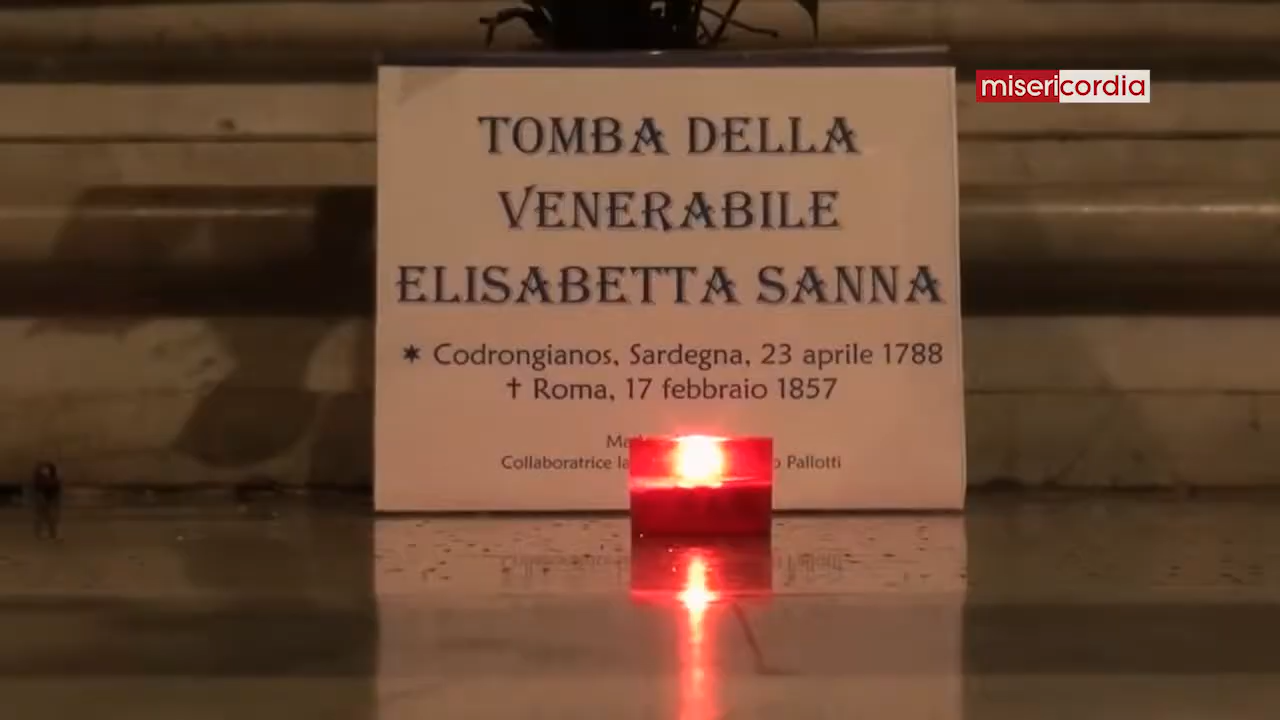 misericordia
TOMBA DELLA
VENERABILE
ELISABETTA SANNA
✶ Codrongianos, Sardegna, 23 aprile 1788
† Roma, 17 febbraio 1857
Collaboratrice Pallotti